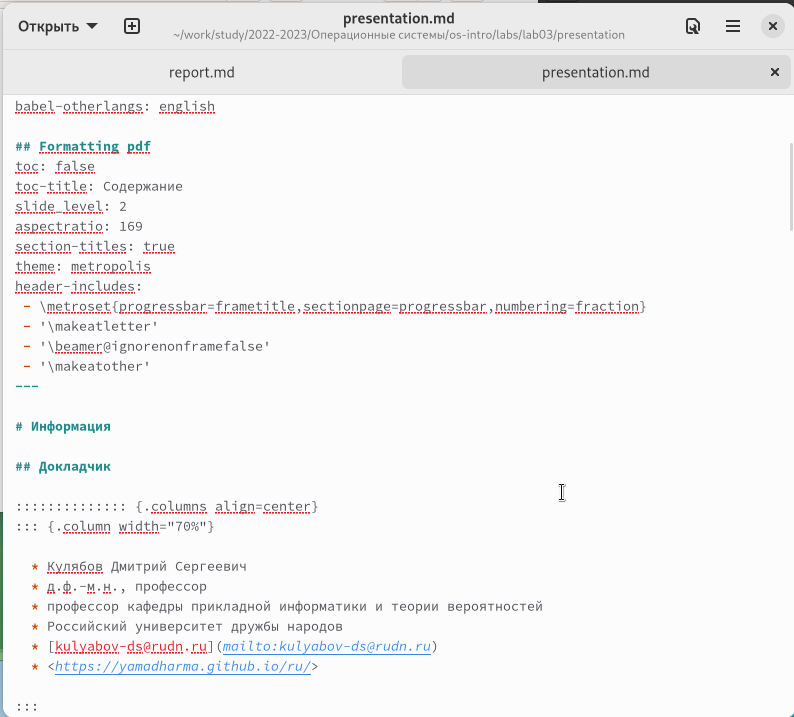 Открыть
presentation.md
~/work/study/2022-2023/Операционные системы/os-intro/labs/lab03/presentation
report.md
presentation.md
babel-otherlangs: english
## Formatting pdf
toc: false
toc-title: Содержание
slide_level: 2
aspectratio: 169
section-titles: true
theme: metropolis
header-includes:
 - \metroset{progressbar=frametitle,sectionpage=progressbar,numbering=fraction}
 - '\makeatletter'
 - '\beamer@ignorenonframefalse'
 - '\makeatother'
---
# Информация
## Докладчик
:::::::::::::: {.columns align=center}
::: {.column width="70%"}
  * Кулябов Дмитрий Сергеевич
  * д.ф.-м.н., профессор
  * профессор кафедры прикладной информатики и теории вероятностей
  * Российский университет дружбы народов
  * [kulyabov-ds@rudn.ru](mailto:kulyabov-ds@rudn.ru)
  * <https://yamadharma.github.io/ru/>
:::